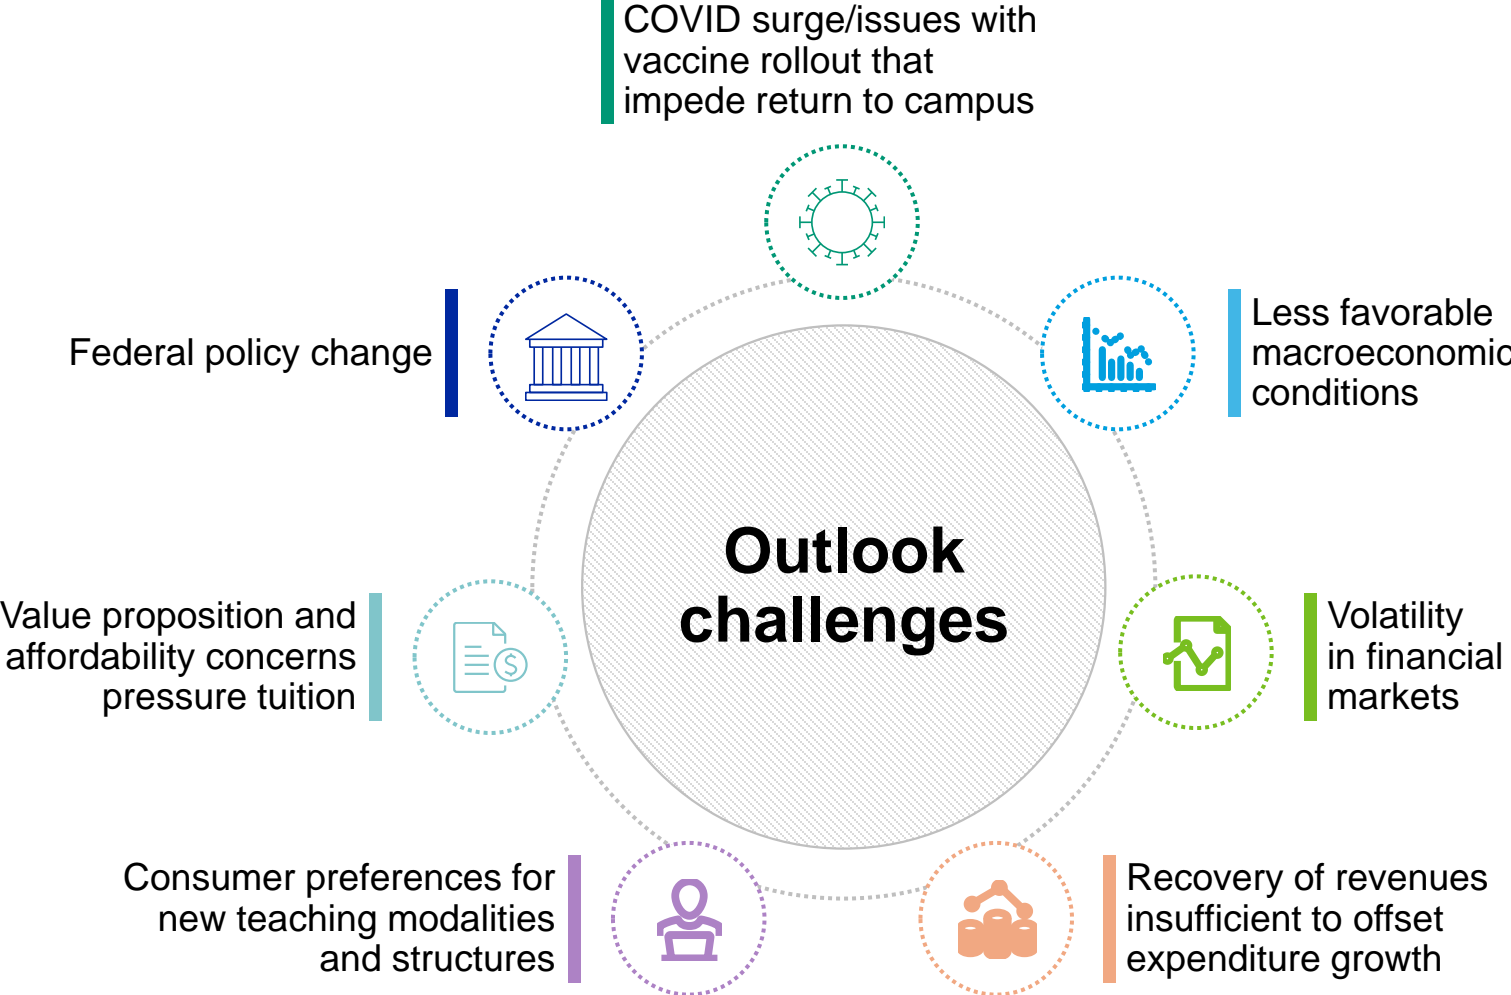 COVID surge/issues with
vaccine rollout that
impede return to campus
Federal policy change
Less favorable
macroeconomic
conditions
Outlook
challenges
Value proposition and
affordability concerns
pressure tuition
$
Volatility
in financial
markets
Consumer preferences for
new teaching modalities
and structures
Recovery of revenues
insufficient to offset
expenditure growth